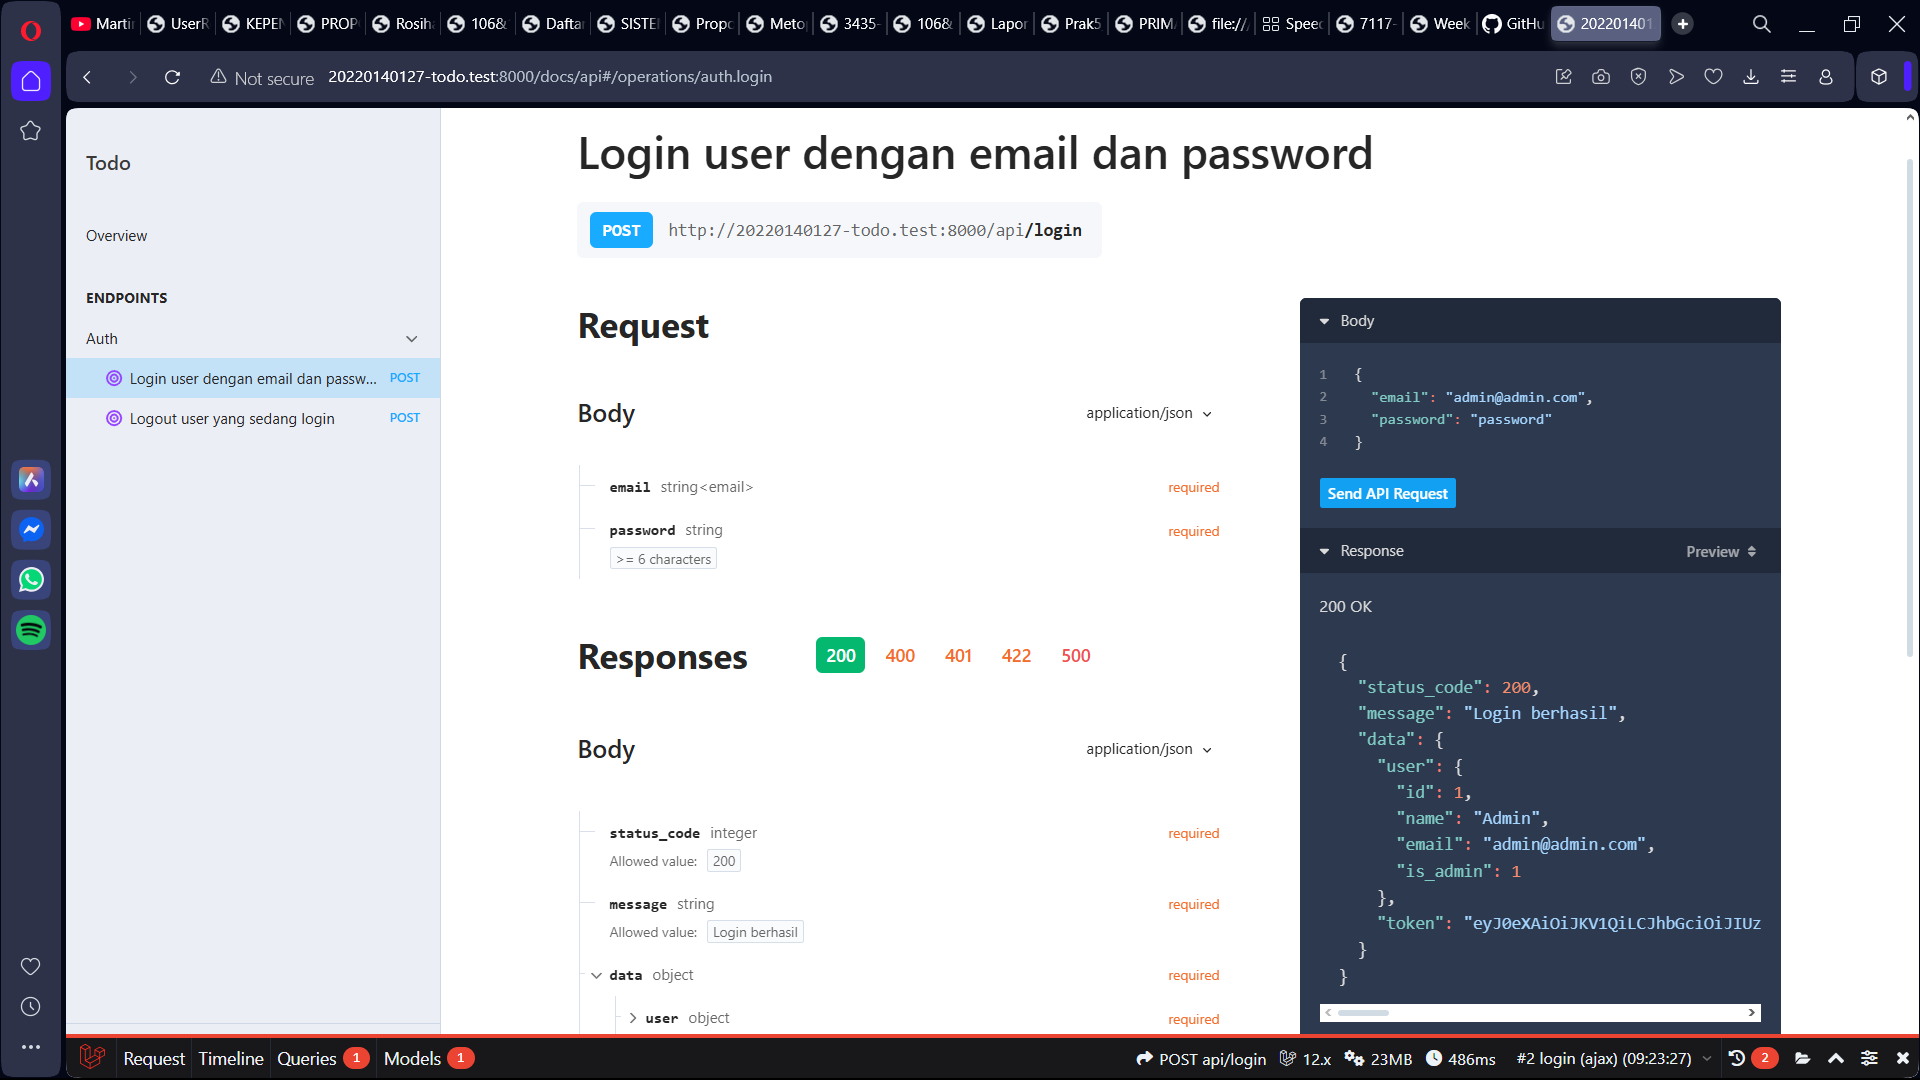 Martin
UserR
KEPEN
PROP
Rosiha
106&
Daftar
SISTEM
Propo
Meto
3435-
106&
Lapor
Prak5
PRIMA
file:///
Speed
7117-
Week
GitHu
202201401
Not secure 20220140127-todo.test:8000/docs/api#/operations/auth.login
Todo
Overview
ENDPOINTS
Auth
Login user dengan email dan passw... POST
Logout user yang sedang login POST
Login user dengan email dan password
POST http://20220140127-todo.test:8000/api/login
Request
Body application/json
email string<email> required
password string required
>= 6 characters
Responses 200 400 401 422 500
Body application/json
status_code integer required
Allowed value: 200
message string required
Allowed value: Login berhasil
data object required
user object required
Body
1 {
2 "email": "admin@admin.com",
3 "password": "password"
4 }
Send API Request
Response Preview
200 OK
{
"status_code": 200,
"message": "Login berhasil",
"data": {
"user": {
"id": 1,
"name": "Admin",
"email": "admin@admin.com",
"is_admin": 1
},
"token": "eyJ0eXAiOiJKV1QiLCJhbGciOiJIUz
}
}
Request Timeline Queries 1 Models 1 POST api/login 12.x 23MB 486ms #2 login (ajax) (09:23:27) 2